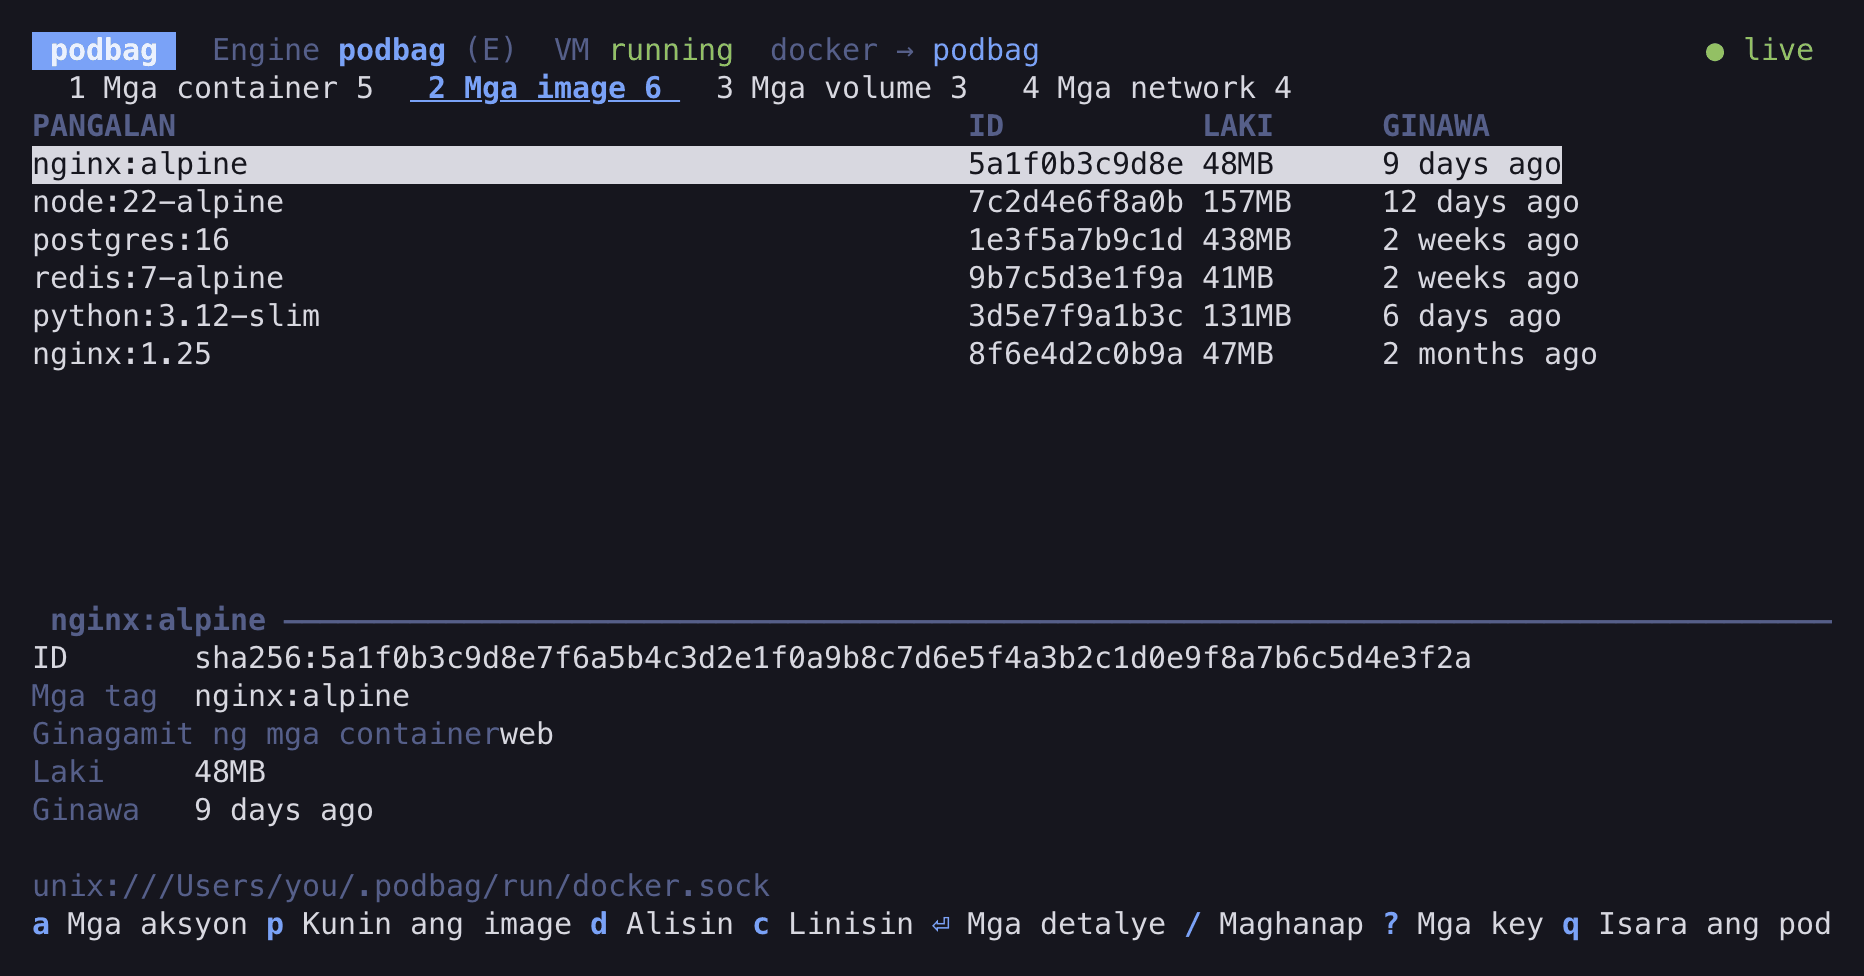 podbag Engine podbag (E) VM running docker → podbag ● live
1 Mga container 5 2 Mga image 6 3 Mga volume 3 4 Mga network 4
PANGALAN ID LAKI GINAWA
nginx:alpine 5a1f0b3c9d8e 48MB 9 days ago
node:22-alpine 7c2d4e6f8a0b 157MB 12 days ago
postgres:16 1e3f5a7b9c1d 438MB 2 weeks ago
redis:7-alpine 9b7c5d3e1f9a 41MB 2 weeks ago
python:3.12-slim 3d5e7f9a1b3c 131MB 6 days ago
nginx:1.25 8f6e4d2c0b9a 47MB 2 months ago
nginx:alpine
ID sha256:5a1f0b3c9d8e7f6a5b4c3d2e1f0a9b8c7d6e5f4a3b2c1d0e9f8a7b6c5d4e3f2a
Mga tag nginx:alpine
Ginagamit ng mga containerweb
Laki 48MB
Ginawa 9 days ago
unix:///Users/you/.podbag/run/docker.sock
a Mga aksyon p Kunin ang image d Alisin c Linisin ⏎ Mga detalye / Maghanap ? Mga key q Isara ang pod